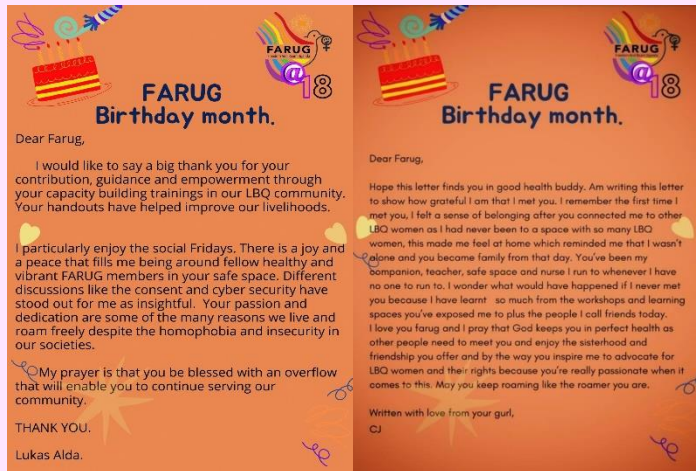 FARUG
@18
FARUG
Birthday month.
Dear Farug,
I would like to say a big thank you for your
contribution, guidance and empowerment through
your capacity building trainings in our LBQ community.
Your handouts have helped improve our livelihoods.
I particularly enjoy the social Fridays. There is a joy and
a peace that fills me being around fellow healthy and
vibrant FARUG members in your safe space. Different
discussions like the consent and cyber security have
stood out for me as insightful. Your passion and
dedication are some of the many reasons we live and
roam freely despite the homophobia and insecurity in
our societies.
My prayer is that you be blessed with an overflow
that will enable you to continue serving our
community.
THANK YOU.
Lukas Alda.
FARUG
@18
FARUG
Birthday month.
Dear Farug,
Hope this letter finds you in good health buddy. Am writing this letter
to show how grateful I am that I met you. I remember the first time I
met you, I felt a sense of belonging after you connected me to other
LBQ women as I had never been to a space with so many LBQ
women, this made me feel at home which reminded me that I wasn't
alone and you became family from that day. You've been my
companion, teacher, safe space and nurse I run to whenever I have
no one to run to. I wonder what would have happened if I never met
you because I have learnt so much from the workshops and learning
spaces you've exposed me to plus the people I call friends today.
I love you farug and I pray that God keeps you in perfect health as
other people need to meet you and enjoy the sisterhood and
friendship you offer and by the way you inspire me to advocate for
LBQ women and their rights because you're really passionate when it
comes to this. May you keep roaming like the roamer you are.
Written with love from your gurl,
CJ